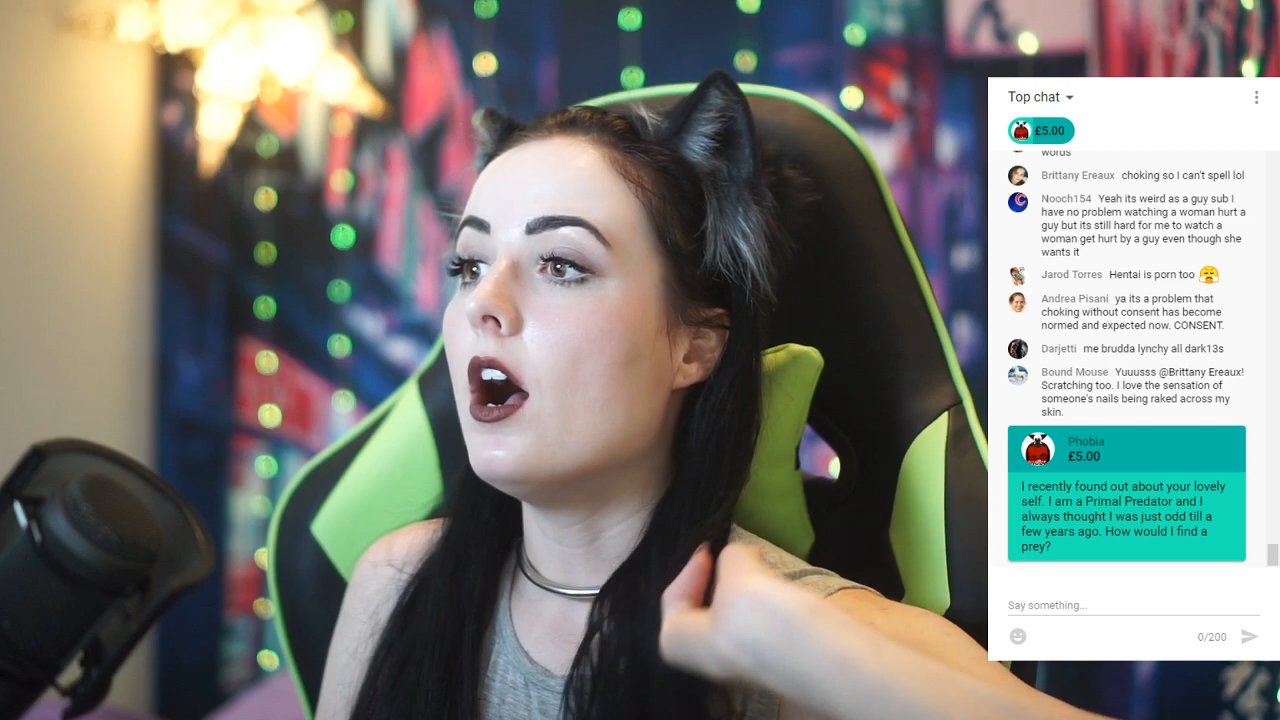 Top chat
£5.00
words
Brittany Ereaux choking so I can't spell lol
Nooch154 Yeah its weird as a guy sub I
have no problem watching a woman hurt a
guy but its still hard for me to watch a
woman get hurt by a guy even though she
wants it
Jarod Torres Hentai is porn too
Andrea Pisani ya its a problem that
choking without consent has become
normed and expected now. CONSENT.
Darjetti me brudda lynchy all dark13s
Bound Mouse Yuuusss @Brittany Ereaux!
Scratching too. I love the sensation of
someone's nails being raked across my
skin.
Phobia
£5.00
I recently found out about your lovely
self. I am a Primal Predator and I
always thought I was just odd till a
few years ago. How would I find a
prey?
Say something...
0/200